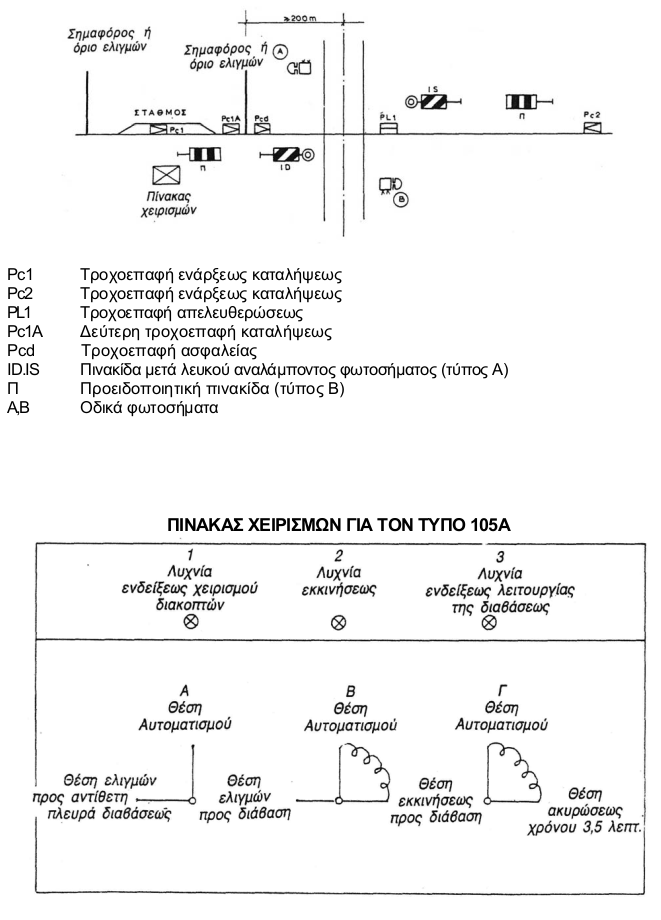 ≥200m
Σημαφόρος ή
όριο ελιγμών
Σημαφόρος ή
όριο ελιγμών
A
IS
ΣΤΑΘΜΟΣ
Pc1
Pc1A
Pcd
PL1
Π
Pc2
Π
ID
Πίνακας
χειρισμών
B
Pc1 Τροχοεπαφή ενάρξεως καταλήψεως
Pc2 Τροχοεπαφή ενάρξεως καταλήψεως
PL1 Τροχοεπαφή απελευθερώσεως
Pc1A Δεύτερη τροχοεπαφή καταλήψεως
Pcd Τροχοεπαφή ασφαλείας
ID.IS Πινακίδα μετά λευκού αναλάμποντος φωτοσήματος (τύπος Α)
Π Προειδοποιητική πινακίδα (τύπος Β)
Α,Β Οδικά φωτοσήματα
ΠΙΝΑΚΑΣ ΧΕΙΡΙΣΜΩΝ ΓΙΑ ΤΟΝ ΤΥΠΟ 105Α
1
Λυχνία
ενδείξεως χειρισμού
διακοπτών
2
Λυχνία
εκκινήσεως
3
Λυχνία
ενδείξεως λειτουργίας
της διαβάσεως
Α
Θέση
Αυτοματισμού
Β
Θέση
Αυτοματισμού
Γ
Θέση
Αυτοματισμού
Θέση ελιγμών
προς αντίθετη
πλευρά διαβάσεως
Θέση
ελιγμών
προς διάβαση
Θέση
εκκινήσεως
προς διάβαση
Θέση
ακυρώσεως
χρόνου 3,5 λεπτ.